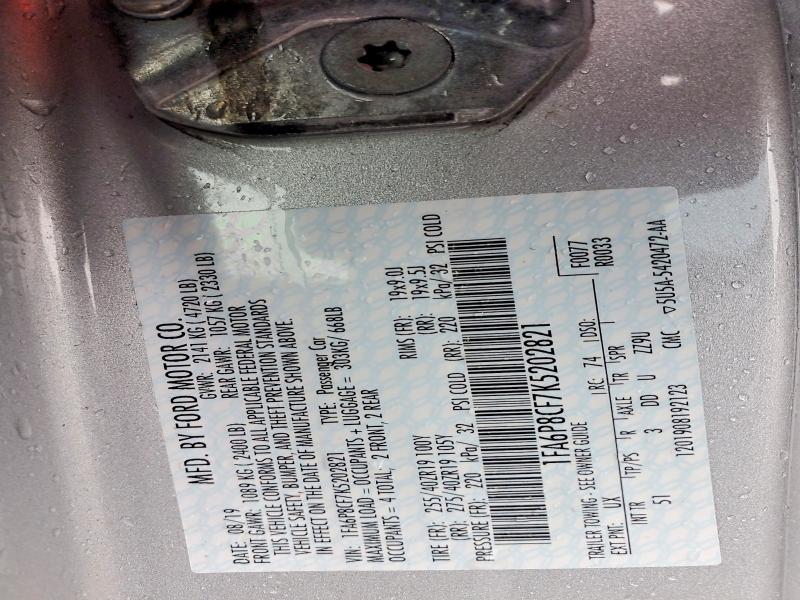 MFD. BY FORD MOTOR CO.
DATE: 08/19 GVWR: 2141 KG ( 4720 LB)
FRONT GAWR: 1089 KG ( 2400 LB) REAR GAWR: 1057 KG ( 2330 LB)
THIS VEHICLE CONFORMS TO ALL APPLICABLE FEDERAL MOTOR
VEHICLE SAFETY, BUMPER, AND THEFT PREVENTION STANDARDS
IN EFFECT ON THE DATE OF MANUFACTURE SHOWN ABOVE.
VIN: 1FA6P8CF7K5202821 TYPE: Passenger Car
MAXIMUM LOAD = OCCUPANTS + LUGGAGE = 303KG/ 668LB
OCCUPANTS = 4 TOTAL, 2 FRONT, 2 REAR
TIRE (FR): 255/40ZR19 100Y RIMS (FR): 19x9.0J
(RR): 275/40ZR19 105Y (RR): 19x9.5J
PRESSURE (FR): 220 kPa/ 32 PSI COLD (RR): 220 kPa/ 32 PSI COLD
1FA6P8CF7K5202821
TRAILER TOWING - SEE OWNER GUIDE F0077
EXT PNT: UX RC: 74 DSO: R0033
INT TR TP/PS R AXLE TR SPR
51 3 DD U ZZ9U
1201908192123 CMC ▽5U5A-5420472-AA